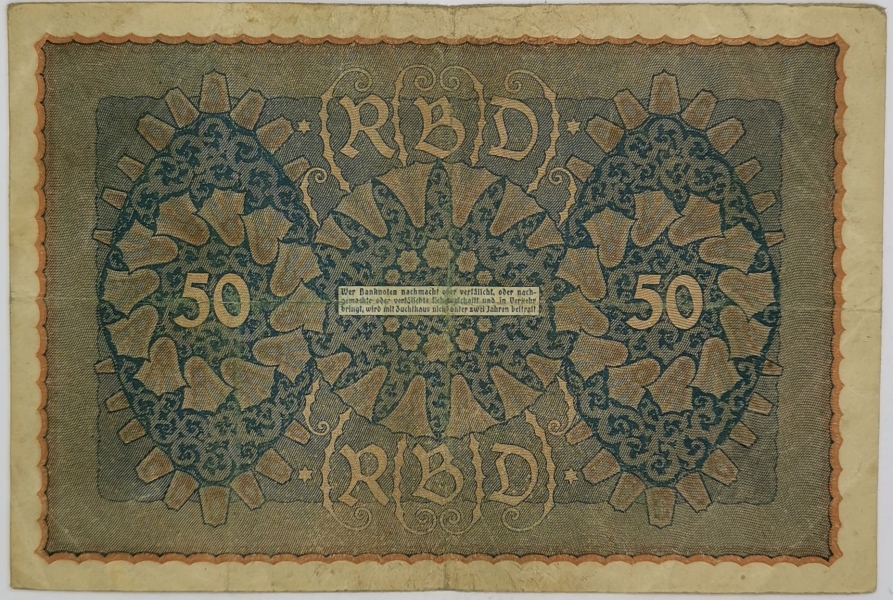 RBD
50
50
Wer Banknoten nachmacht oder verfälscht, oder nach-
gemachte oder verfälschte sich verschafft und in Verkehr
bringt, wird mit Zuchthaus nicht unter zwei Jahren bestraft
RBD